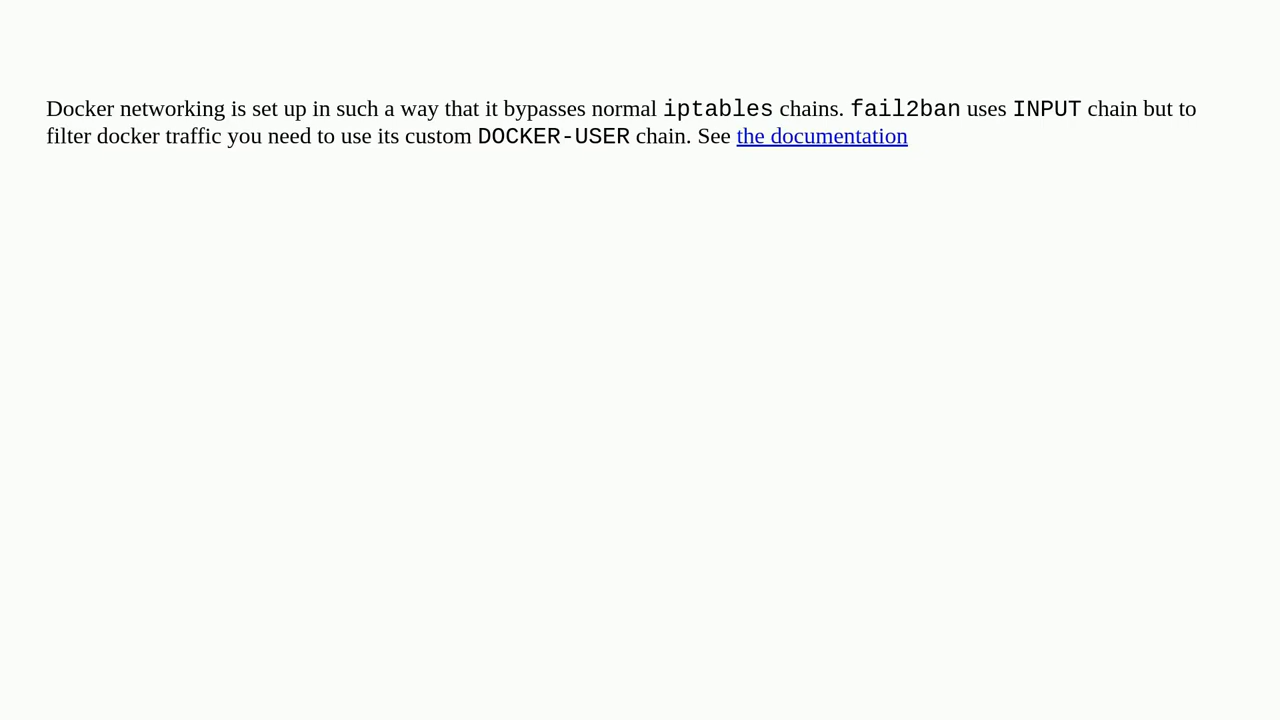 Docker networking is set up in such a way that it bypasses normal iptables chains. fail2ban uses INPUT chain but to
filter docker traffic you need to use its custom DOCKER-USER chain. See the documentation